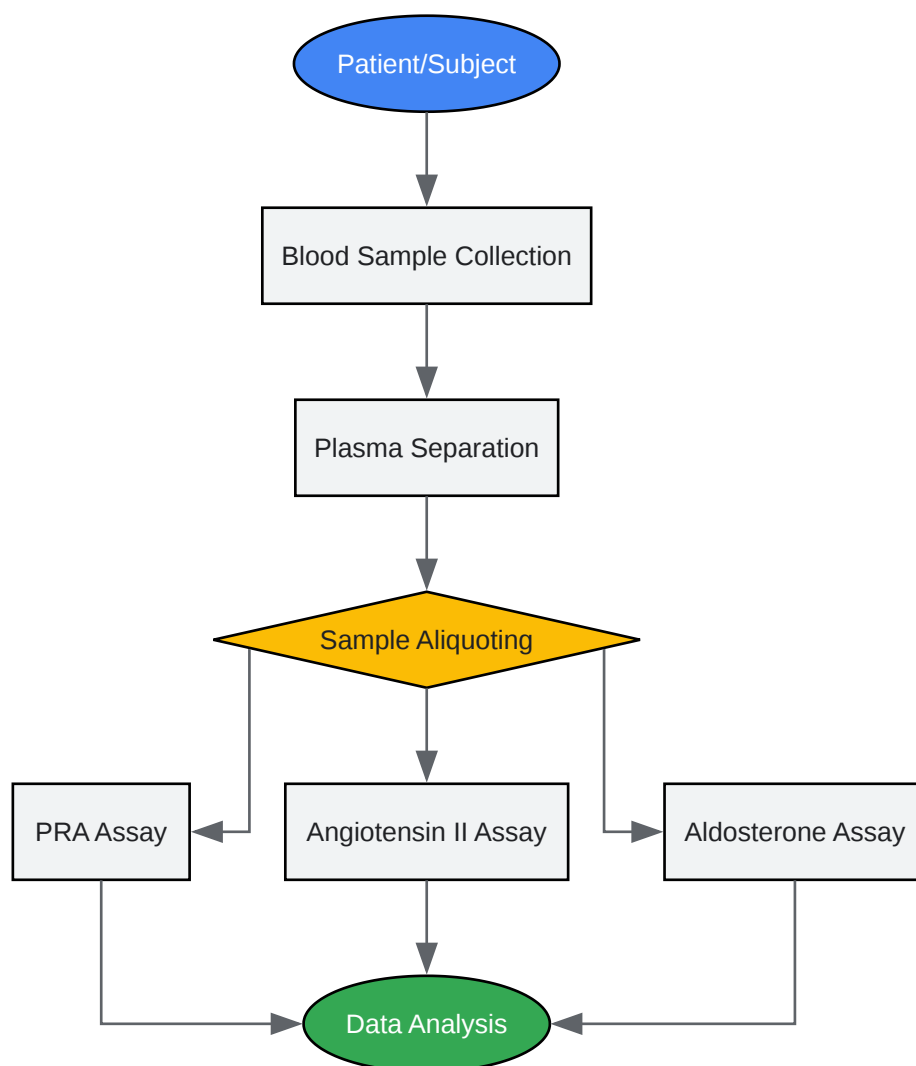 Patient/Subject
Blood Sample Collection
Plasma Separation
Sample Aliquoting
PRA Assay
Angiotensin II Assay
Aldosterone Assay
Data Analysis